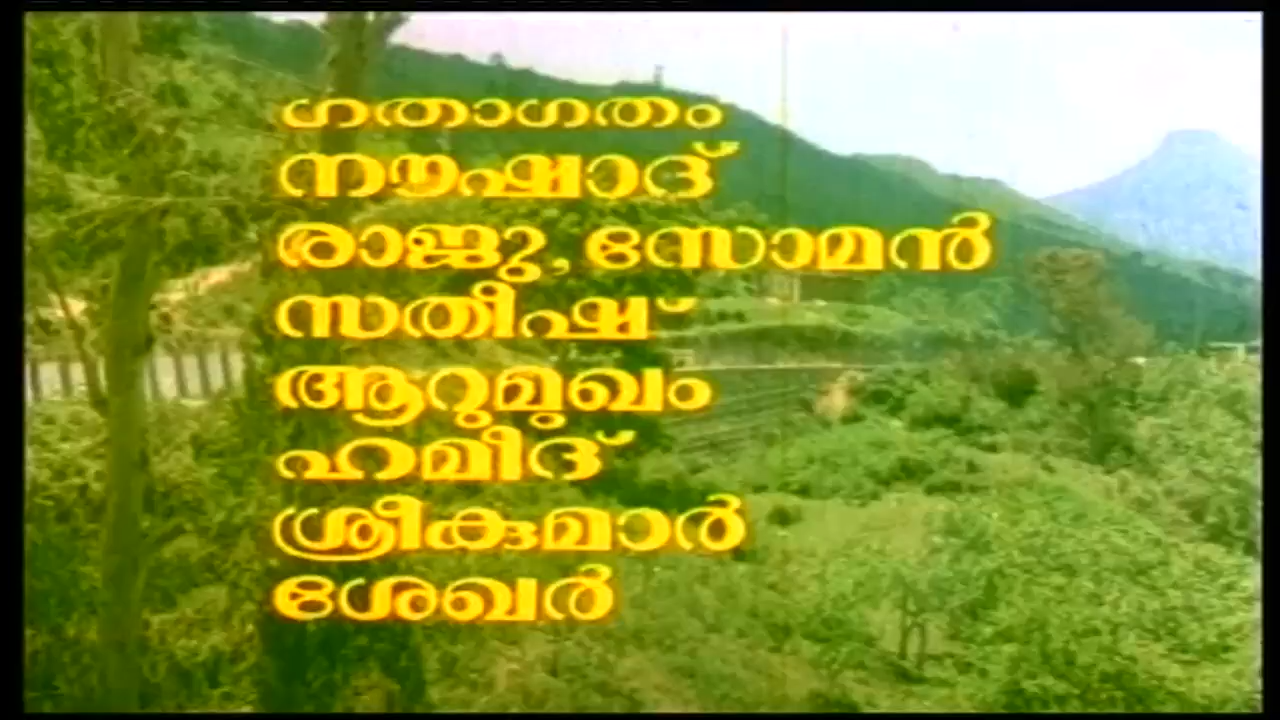 ഗതാഗതം
നൗഷാദ്
രാജു, സോമൻ
സതീഷ്
ആറുമുഖം
ഹമീദ്
ശ്രീകുമാർ
ശേഖർ